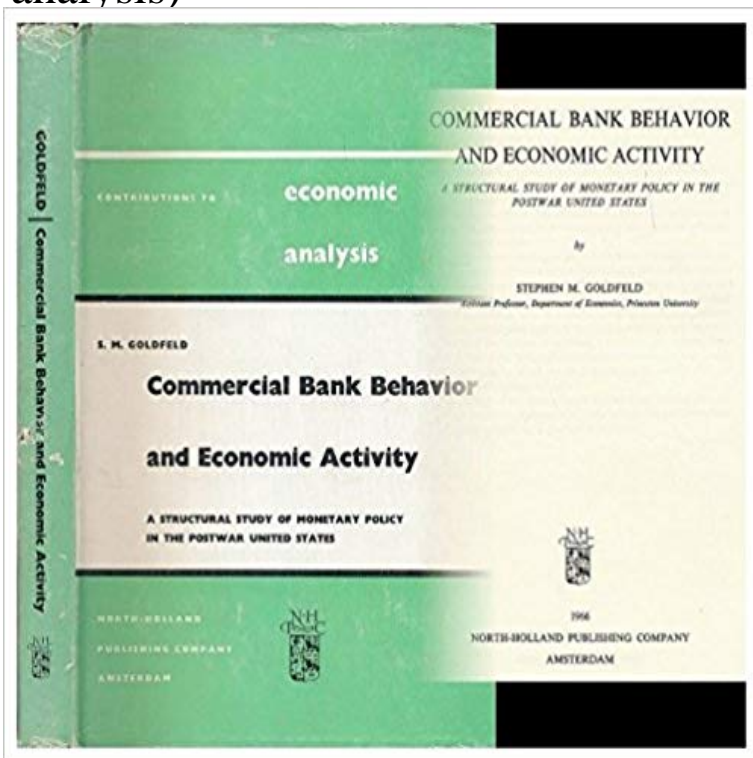 analysis)
GOLDFELD | Commercial Bank Behavior and Economic Activity
CONTRIBUTIONS TO economic
analysis
S. M. GOLDFELD
Commercial Bank Behavior
and Economic Activity
A STRUCTURAL STUDY OF MONETARY POLICY
IN THE POSTWAR UNITED STATES
NORTH-HOLLAND
PUBLISHING COMPANY
AMSTERDAM
N·H
COMMERCIAL BANK BEHAVIOR
AND ECONOMIC ACTIVITY
A STRUCTURAL STUDY OF MONETARY POLICY IN THE
POSTWAR UNITED STATES
by
STEPHEN M. GOLDFELD
Assistant Professor, Department of Economics, Princeton University
1966
NORTH-HOLLAND PUBLISHING COMPANY
AMSTERDAM